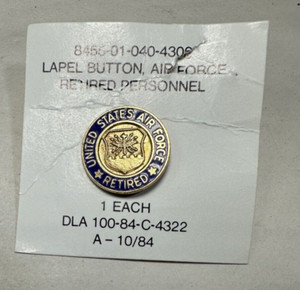 8455-01-040-4305
LAPEL BUTTON, AIR FORCE,
RETIRED PERSONNEL
UNITED STATES AIR FORCE
RETIRED
1 EACH
DLA 100-84-C-4322
A - 10/84